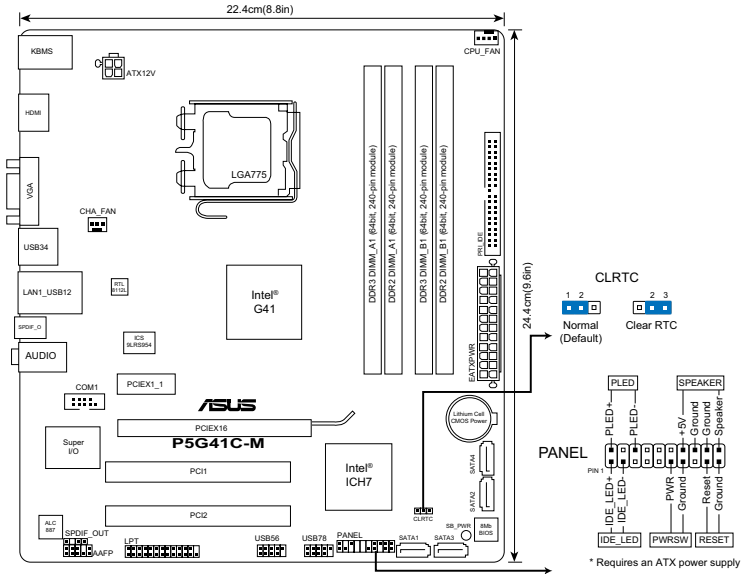 22.4cm(8.8in)
KBMS
CPU_FAN
ATX12V
HDMI
LGA775
DDR3 DIMM_A1 (64bit, 240-pin module)
DDR2 DIMM_A1 (64bit, 240-pin module)
DDR3 DIMM_B1 (64bit, 240-pin module)
DDR2 DIMM_B1 (64bit, 240-pin module)
PRI_IDE
24.4cm(9.6in)
VGA
CHA_FAN
USB34
LAN1_USB12
RTL
8112L
Intel®
G41
EATXPWR
CLRTC
1 2
2 3
Normal
(Default)
Clear RTC
SPDIF_O
AUDIO
ICS
9LRS954
PCIEX1_1
COM1
ASUS
PCIEX16
P5G41C-M
Lithium Cell
CMOS Power
Super
I/O
PCI1
PCI2
Intel®
ICH7
SATA4
SATA2
CLRTC
SB_PWR
8Mb
BIOS
ALC
887
SPDIF_OUT
AAFP
LPT
USB56
USB78
PANEL
SATA1
SATA3
PLED
SPEAKER
PLED+
PLED-
+5V
Ground
Ground
Speaker-
PANEL
PIN 1
IDE_LED+
IDE_LED-
PWR
Ground
Reset
Ground
IDE_LED
PWRSW
RESET
* Requires an ATX power supply